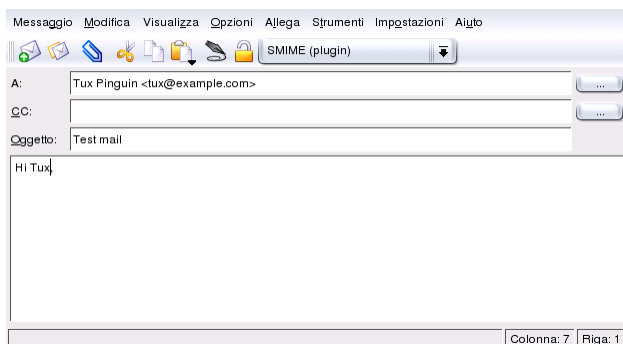 Messaggio Modifica Visualizza Opzioni Allega Strumenti Impostazioni Aiuto
SMIME (plugin)
A: Tux Pinguin <tux@example.com> ...
CC: ...
Oggetto: Test mail
Hi Tux,
Colonna: 7 Riga: 1